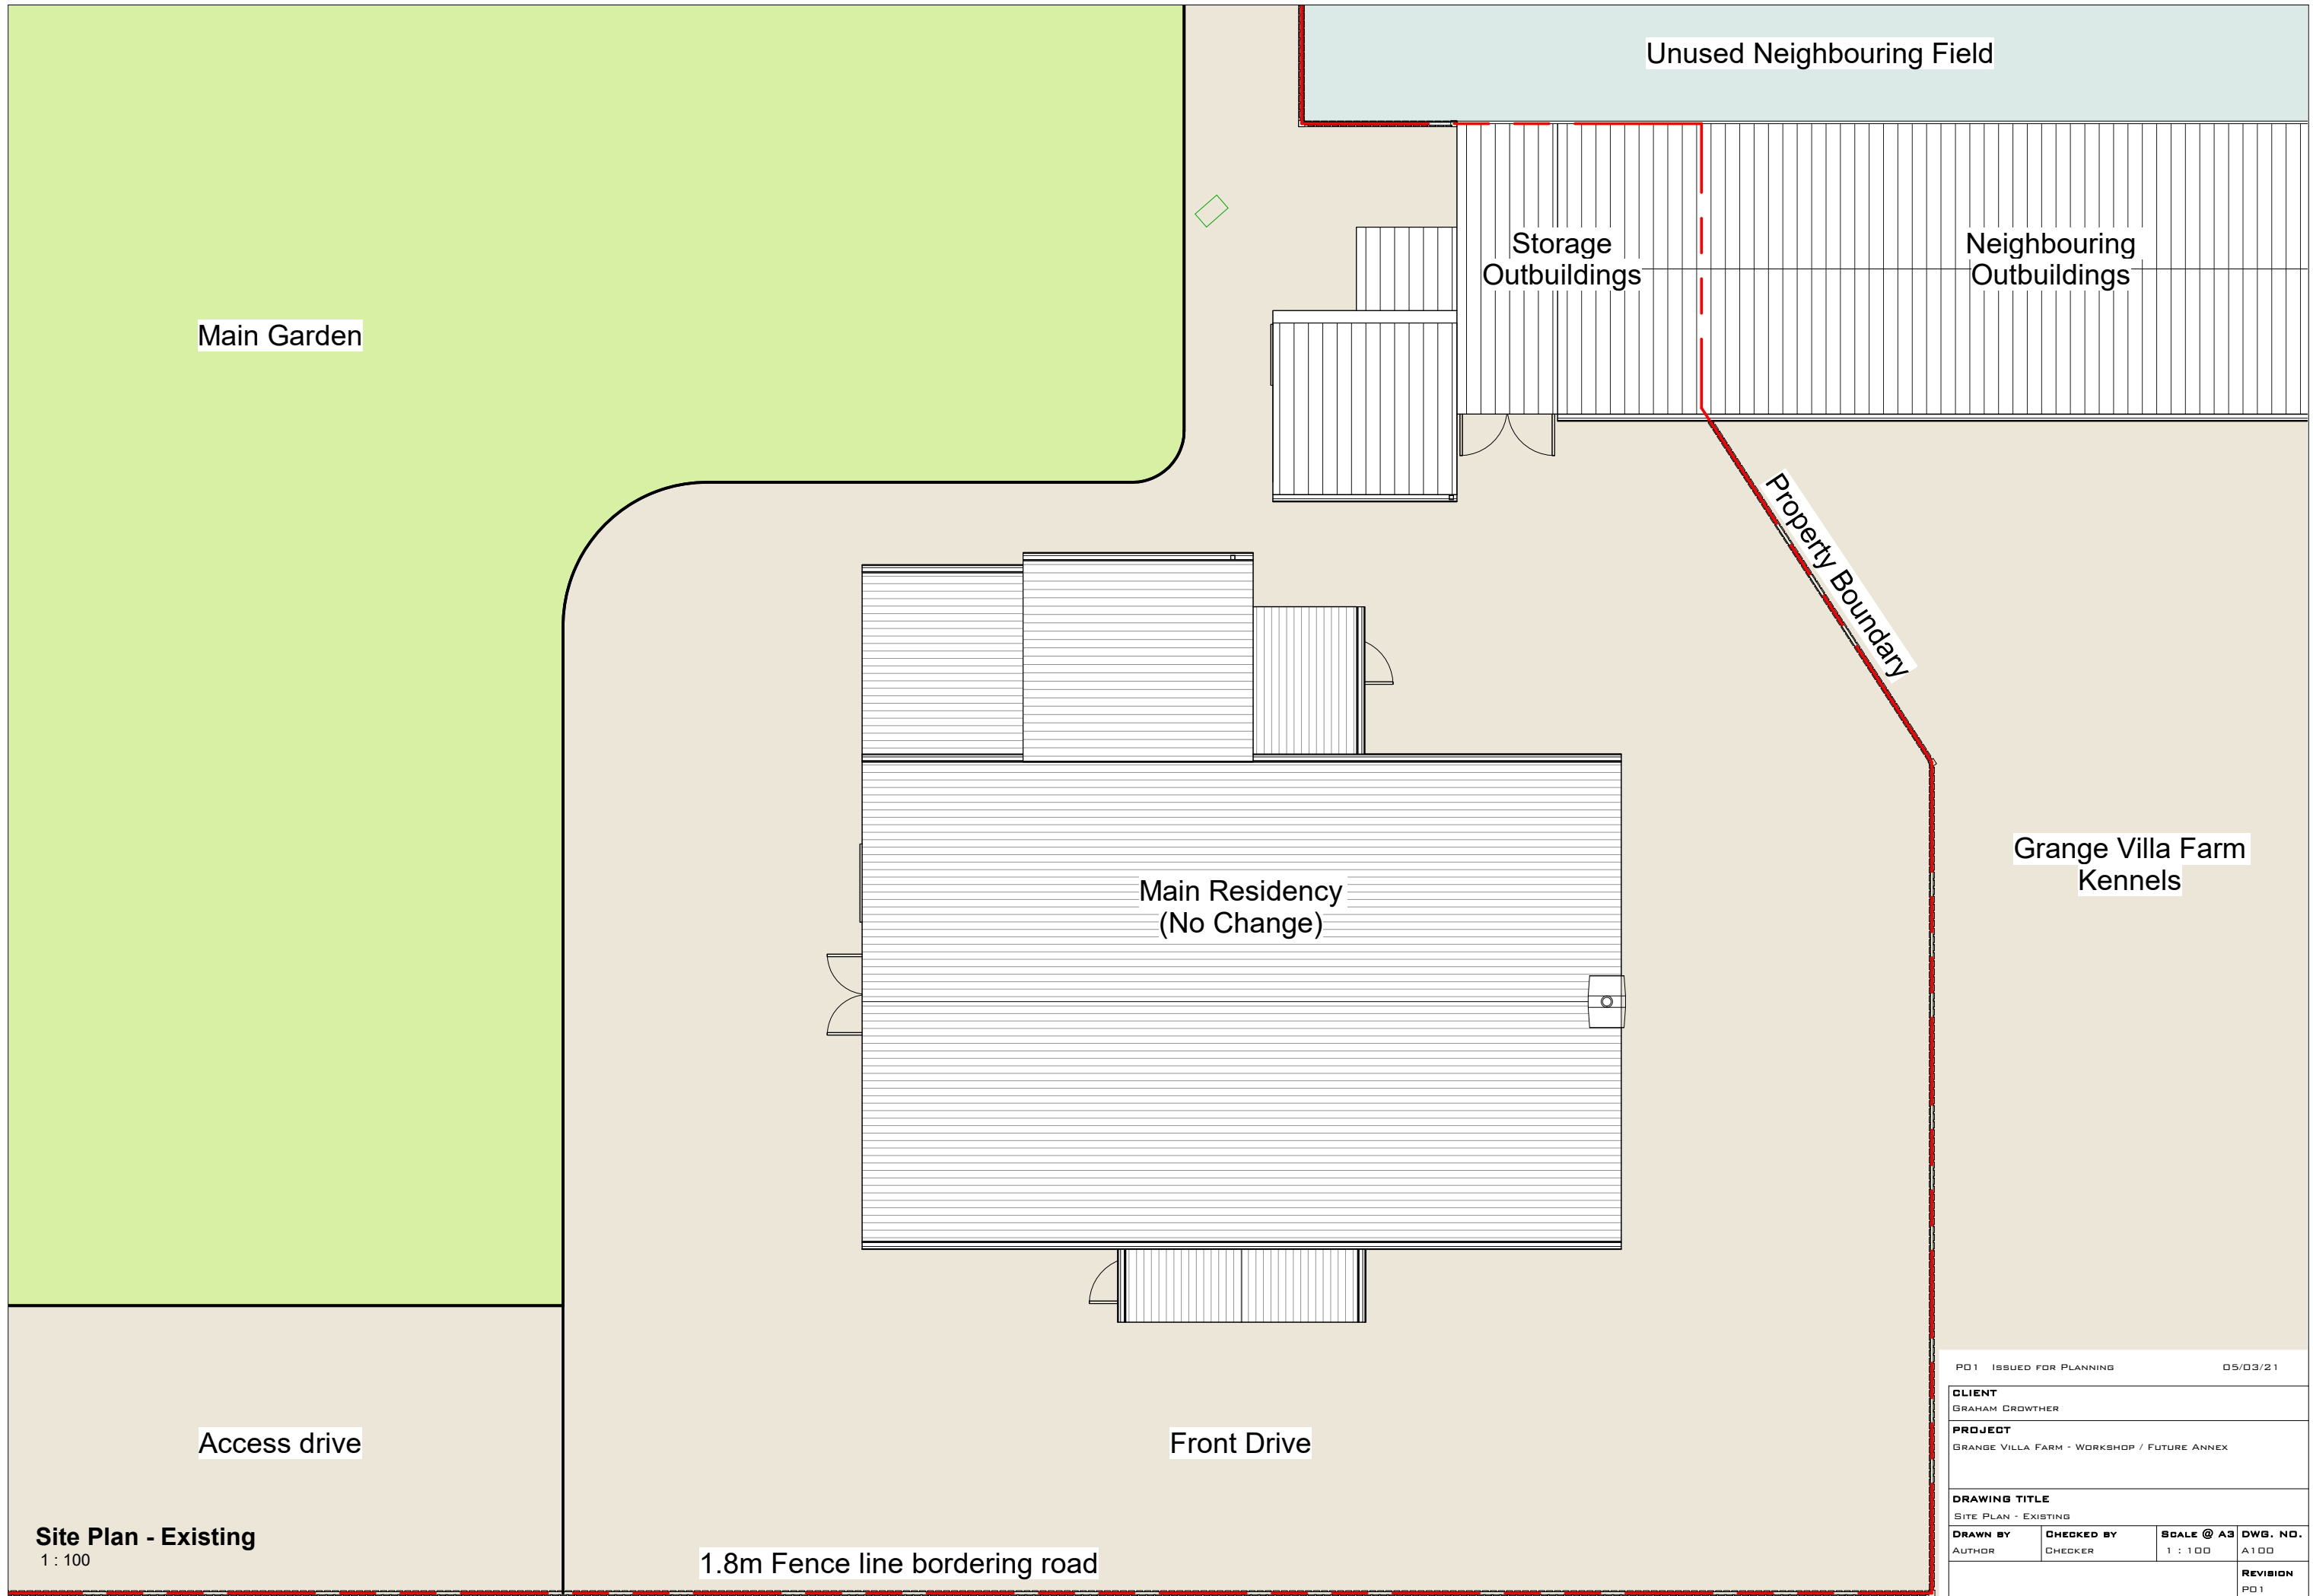 Unused Neighbouring Field
Storage
Outbuildings
Neighbouring
Outbuildings
Main Garden
Property Boundary
Main Residency
(No Change)
Grange Villa Farm
Kennels
Access drive
Front Drive
Site Plan - Existing
1 : 100
1.8m Fence line bordering road
P01 Issued for Planning 05/03/21
CLIENT
Graham Crowther
PROJECT
Grange Villa Farm - Workshop / Future Annex
DRAWING TITLE
Site Plan - Existing
Drawn by Checked by Scale @ A3 DWG. NO.
Author Checker 1 : 100 A100
Revision
P01